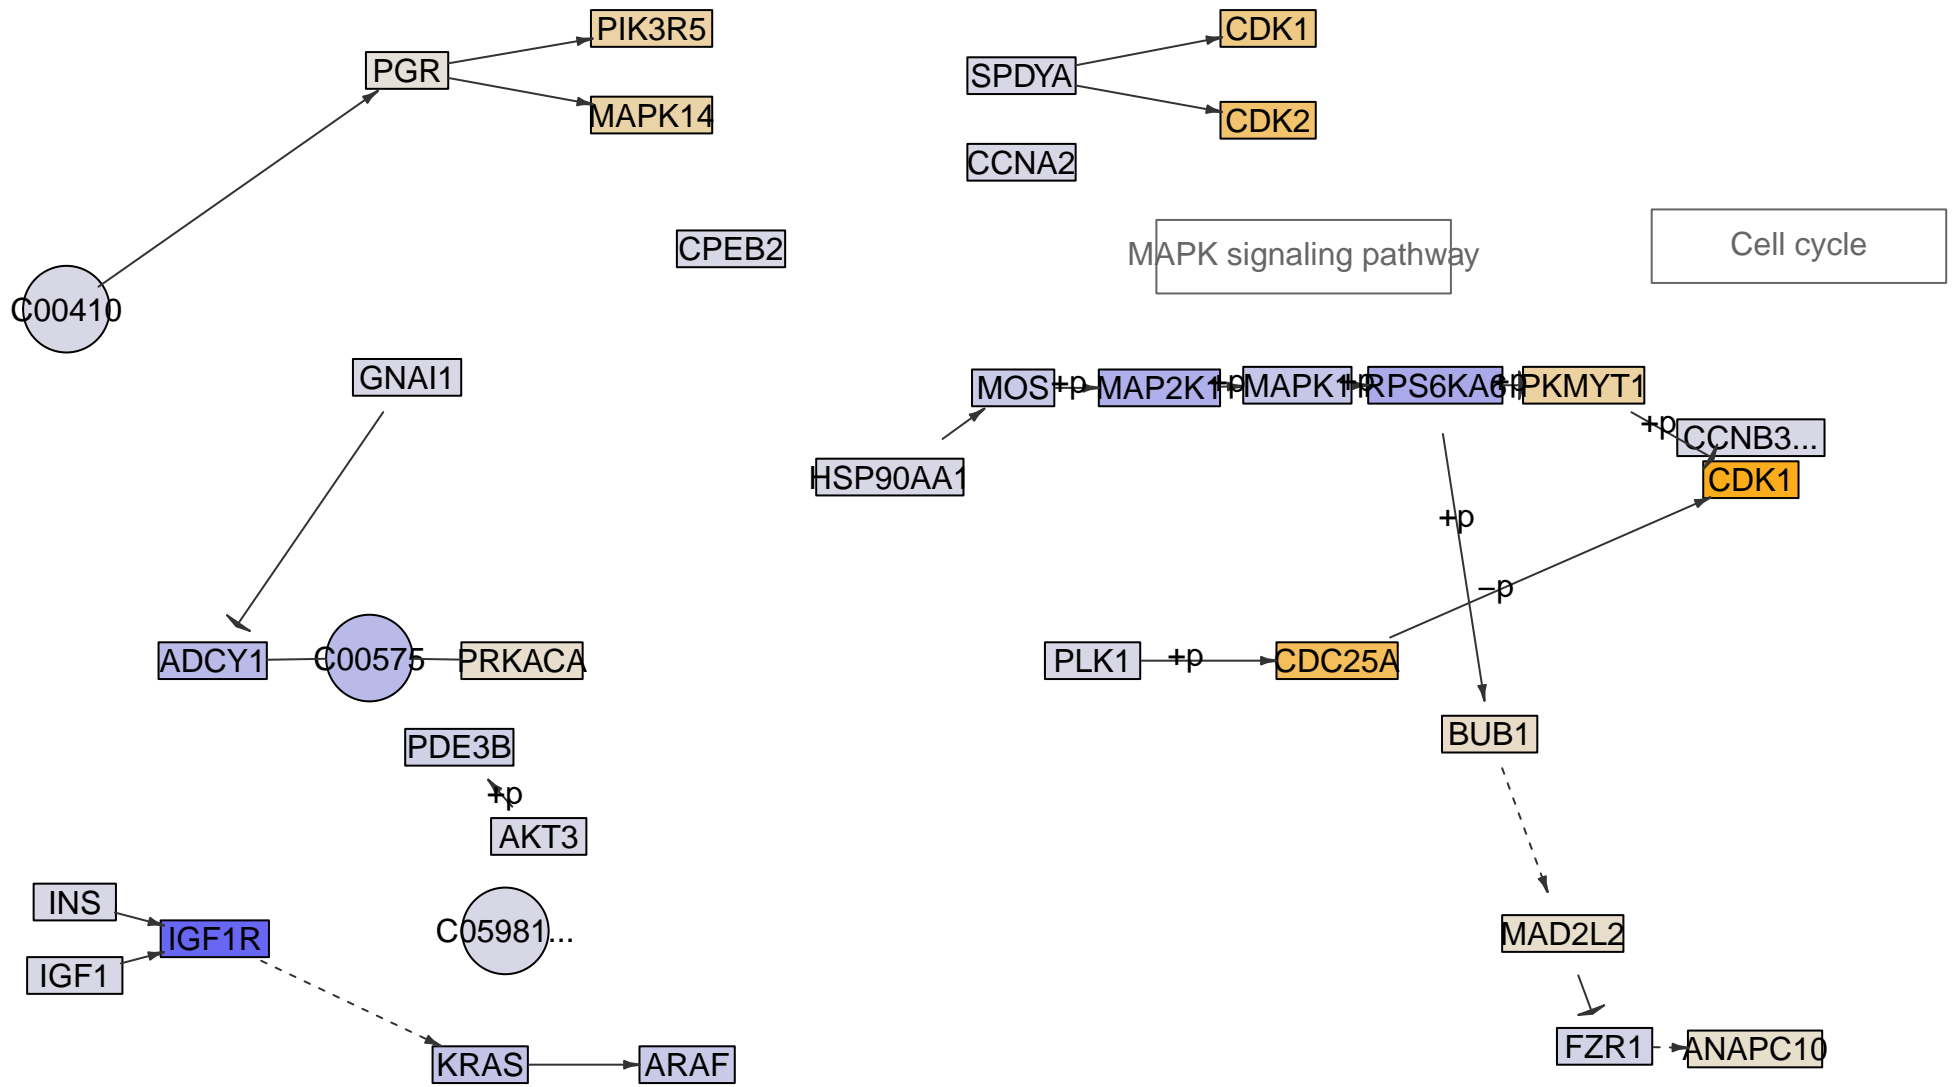 PIK3R5
CDK1
PGR
SPDYA
MAPK14
CDK2
CCNA2
CPEB2
MAPK signaling pathway
Cell cycle
C00410
GNAI1
MOS
+p
MAP2K1
+p
MAPK1
+p
RPS6KA6
+p
PKMYT1
+p
CCNB3...
HSP90AA1
CDK1
+p
−p
ADCY1
C00575
PRKACA
PLK1
+p
CDC25A
BUB1
PDE3B
+p
AKT3
INS
IGF1R
C05981...
MAD2L2
IGF1
KRAS
ARAF
FZR1
ANAPC10